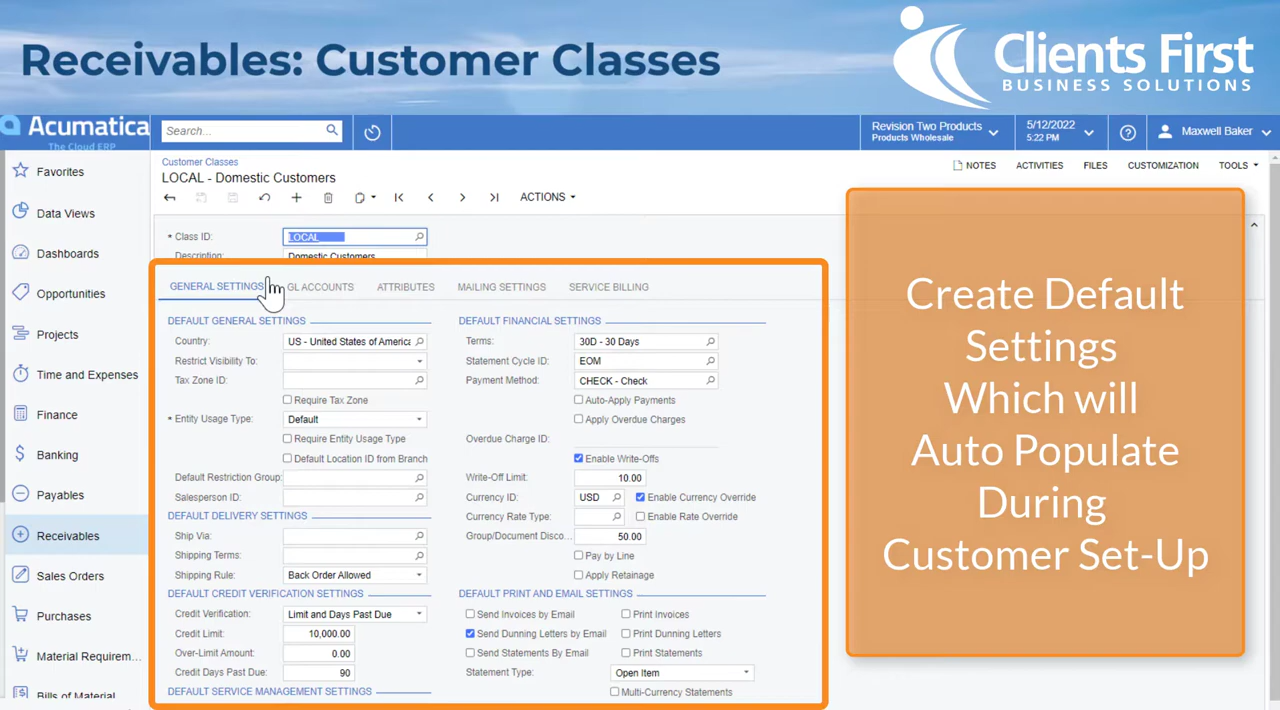 Receivables: Customer Classes
Clients First
BUSINESS SOLUTIONS
Acumatica
The Cloud ERP
Search...
Revision Two Products
Products Wholesale
5/12/2022
5:22 PM
Maxwell Baker
Favorites
Data Views
Dashboards
Opportunities
Projects
Time and Expenses
Finance
Banking
Payables
Receivables
Sales Orders
Purchases
Material Requirem...
Bills of Material
Customer Classes
LOCAL - Domestic Customers
NOTES ACTIVITIES FILES CUSTOMIZATION TOOLS
ACTIONS
* Class ID: LOCAL
Description: Domestic Customers
GENERAL SETTINGS GL ACCOUNTS ATTRIBUTES MAILING SETTINGS SERVICE BILLING
DEFAULT GENERAL SETTINGS
Country: US - United States of America
Restrict Visibility To:
Tax Zone ID:
Require Tax Zone
* Entity Usage Type: Default
Require Entity Usage Type
Default Location ID from Branch
Default Restriction Group:
Salesperson ID:
DEFAULT DELIVERY SETTINGS
Ship Via:
Shipping Terms:
Shipping Rule: Back Order Allowed
DEFAULT CREDIT VERIFICATION SETTINGS
Credit Verification: Limit and Days Past Due
Credit Limit: 10,000.00
Over-Limit Amount: 0.00
Credit Days Past Due: 90
DEFAULT SERVICE MANAGEMENT SETTINGS
DEFAULT FINANCIAL SETTINGS
Terms: 30D - 30 Days
Statement Cycle ID: EOM
Payment Method: CHECK - Check
Auto-Apply Payments
Apply Overdue Charges
Overdue Charge ID:
Enable Write-Offs
Write-Off Limit: 10.00
Currency ID: USD Enable Currency Override
Currency Rate Type: Enable Rate Override
Group/Document Disco... 50.00
Pay by Line
Apply Retainage
DEFAULT PRINT AND EMAIL SETTINGS
Send Invoices by Email Print Invoices
Send Dunning Letters by Email Print Dunning Letters
Send Statements By Email Print Statements
Statement Type: Open Item
Multi-Currency Statements
Create Default
Settings
Which will
Auto Populate
During
Customer Set-Up